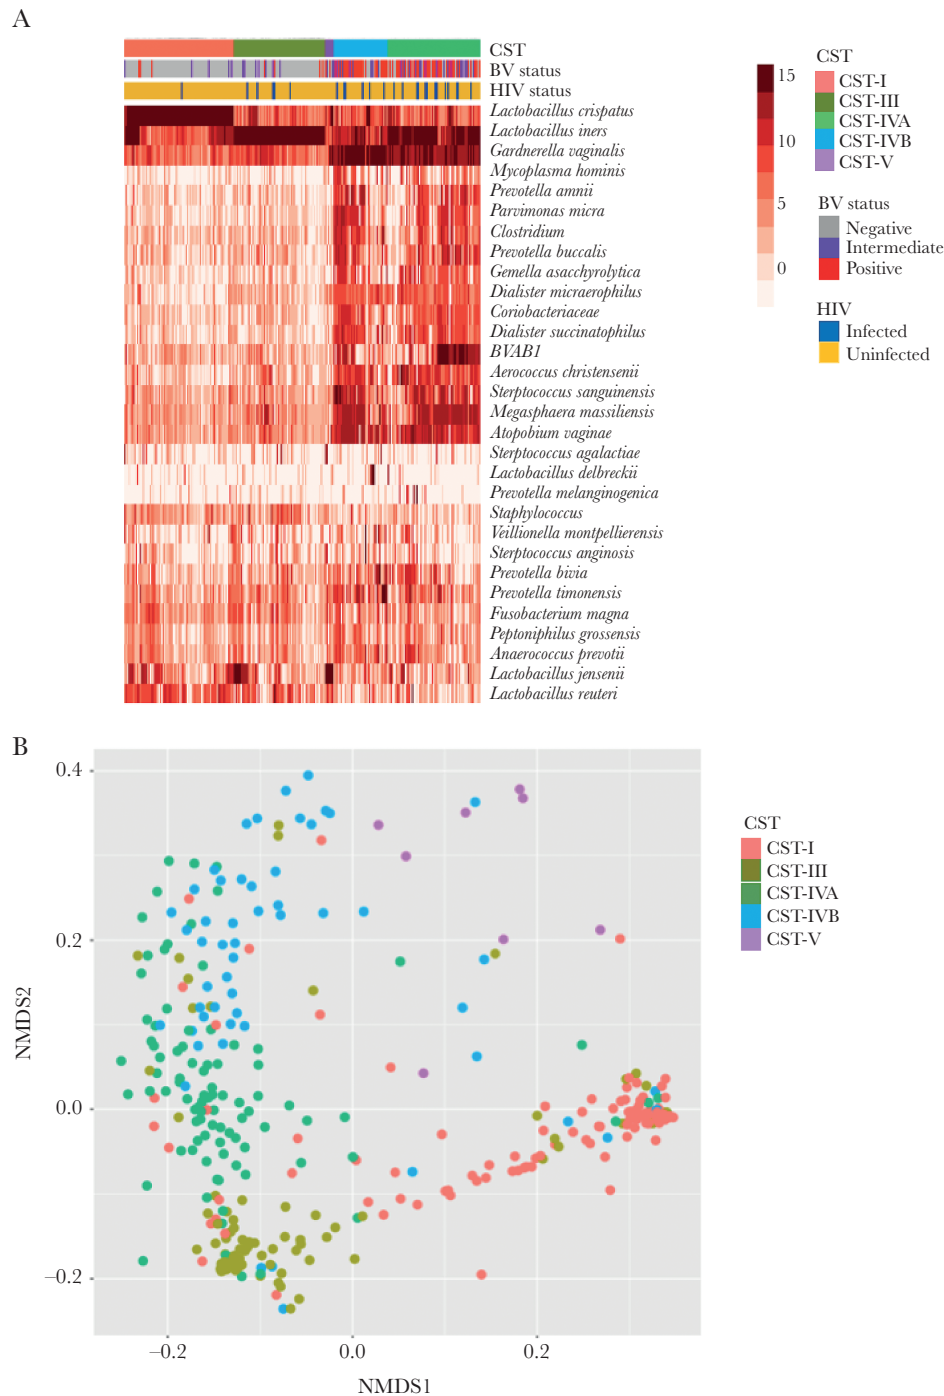 A
CST
BV status
HIV status
Lactobacillus crispatus
Lactobacillus iners
Gardnerella vaginalis
Mycoplasma hominis
Prevotella amnii
Parvimonas micra
Clostridium
Prevotella buccalis
Gemella asacchyrolytica
Dialister micraerophilus
Coriobacteriaceae
Dialister succinatophilus
BVAB1
Aerococcus christensenii
Sterptococcus sanguinensis
Megasphaera massiliensis
Atopobium vaginae
Sterptococcus agalactiae
Lactobacillus delbreckii
Prevotella melanginogenica
Staphylococcus
Veillionella montpellierensis
Sterptococcus anginosis
Prevotella bivia
Prevotella timonensis
Fusobacterium magna
Peptoniphilus grossensis
Anaerococcus prevotii
Lactobacillus jensenii
Lactobacillus reuteri
15
10
5
0
CST
CST-I
CST-III
CST-IVA
CST-IVB
CST-V
BV status
Negative
Intermediate
Positive
HIV
Infected
Uninfected
B
NMDS2
0.4
0.2
0.0
−0.2
−0.2
0.0
0.2
NMDS1
CST
CST-I
CST-III
CST-IVA
CST-IVB
CST-V